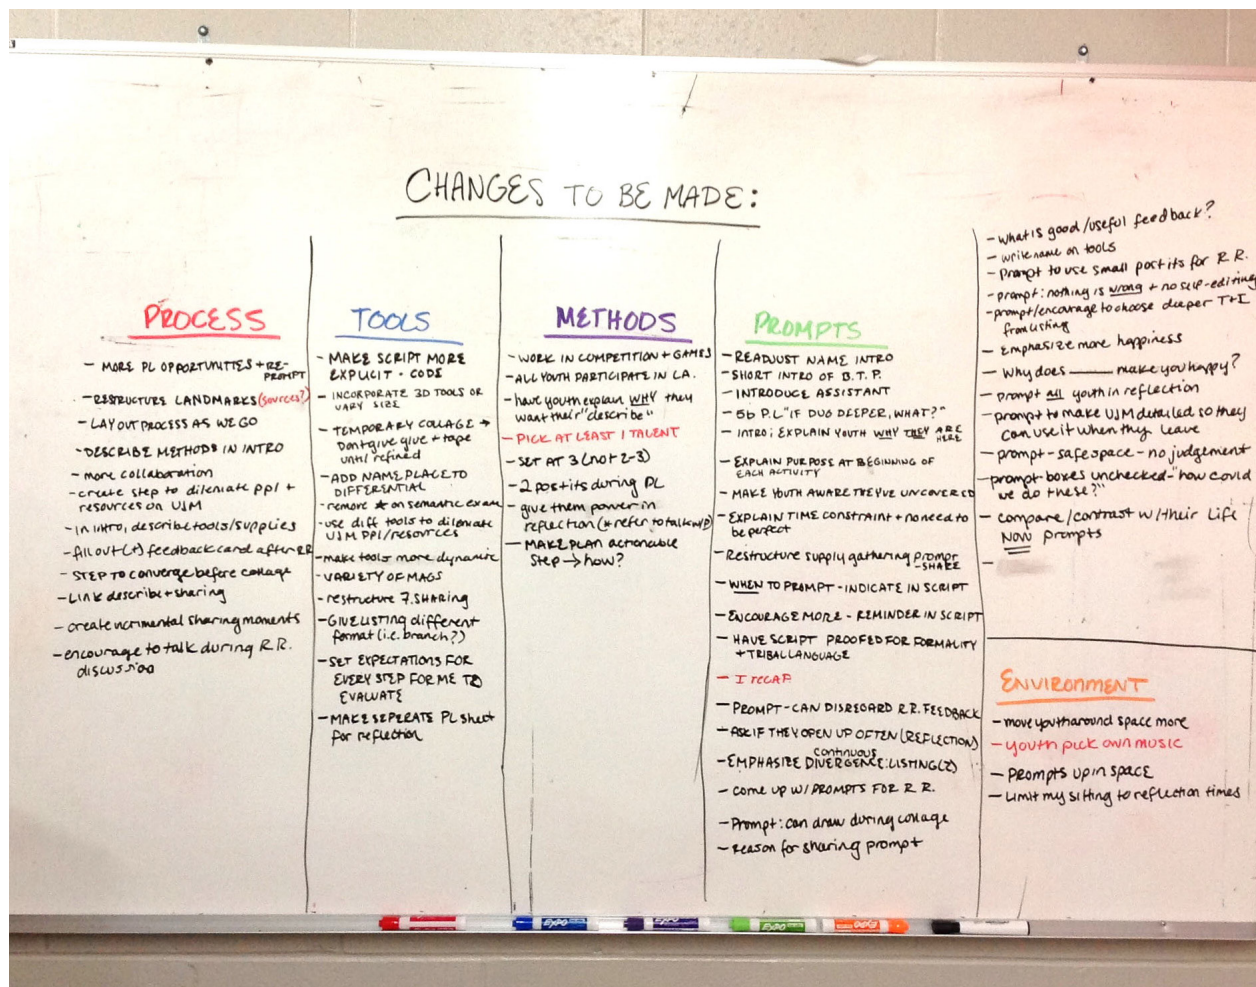 CHANGES TO BE MADE:
PROCESS
- MORE PL OPPORTUNITIES + RE-
PROMPT
- RESTRUCTURE LANDMARKS (sources?)
- LAY OUT PROCESS AS WE GO
- DESCRIBE METHODS IN INTRO
- more collaboration
- create step to dileniate ppl +
resources on USM
- in intro, describe tools/supplies
- fill out (+) feedback card after RR
- STEP TO converge before collage
- Link describe + sharing
- create incrimental sharing moments
- encourage to talk during R.R.
discussion
TOOLS
- MAKE SCRIPT MORE
EXPLICIT - CODE
- INCORPORATE 3D TOOLS OR
VARY SIZE
- TEMPORARY COLLAGE →
Don't give glue + tape
until refined
- ADD NAME PLACE TO
DIFFERENTIAL
- remove ★ on semantic exam
- use diff tools to dileniate
USM PPL/resources
- make tools more dynamic
- VARIETY OF MAGS
- restructure 7. SHARING
- GIVE LISTING different
format (i.e. branch?)
- SET EXPECTATIONS FOR
EVERY STEP FOR ME TO
EVALUATE
- MAKE SEPERATE PL sheet
for reflection
METHODS
- WORK IN COMPETITION + GAMES
- ALL YOUTH PARTICIPATE IN LA.
- have youth explain WHY they
want their "describe"
- PICK AT LEAST 1 TALENT
- SET AT 3 (not 2-3)
- 2 post its during PL
- give them power in
reflection (* refer to talk w/
- MAKE PLAN actionable
Step → how?
PROMPTS
- READJUST NAME INTRO
- SHORT INTRO OF B.T.P.
- INTRODUCE ASSISTANT
- 5b P.L "IF DUG DEEPER, WHAT?"
- INTRO; EXPLAIN YOUTH WHY THEY ARE
HERE
- EXPLAIN PURPOSE AT BEGINNING OF
EACH ACTIVITY
- MAKE YOUTH AWARE THEY'VE UNCOVERED
- EXPLAIN TIME CONSTRAINT + no need to
be perfect
- Restructure supply gathering prompt
- SHARE
- WHEN TO PROMPT - INDICATE IN SCRIPT
- ENCOURAGE MORE - REMINDER IN SCRIPT
- HAVE SCRIPT PROOFED FOR FORMALITY
+ TRIBAL LANGUAGE
- I recap
- PROMPT - CAN DISREGARD R.R. FEEDBACK
- ASK IF THEY OPEN UP OFTEN (REFLECTION)
continuous
- EMPHASIZE DIVERGENCE: LISTING (2)
- COME UP W/ PROMPTS FOR R R.
- Prompt: can draw during collage
- Reason for sharing prompt
- what is good/useful feedback?
- write name on tools
- Prompt to use small post its for R R.
- prompt: nothing is wrong + no self-editing
- prompt/encourage to choose deeper T+I
from listing
- emphasize more happiness
- Why does ____ make you happy?
- prompt all youth in reflection
- prompt to make USM detailed so they
can use it when they leave
- prompt - safe space - no judgement
- prompt boxes unchecked - "how could
we do these?"
- compare/contrast w/ their Life
NOW prompts
-
ENVIRONMENT
- move youth around space more
- youth pick own music
- PROMPTS up in space
- Limit my sitting to reflection times
EXPO
EXPO
EXPO
EXPO
EXPO